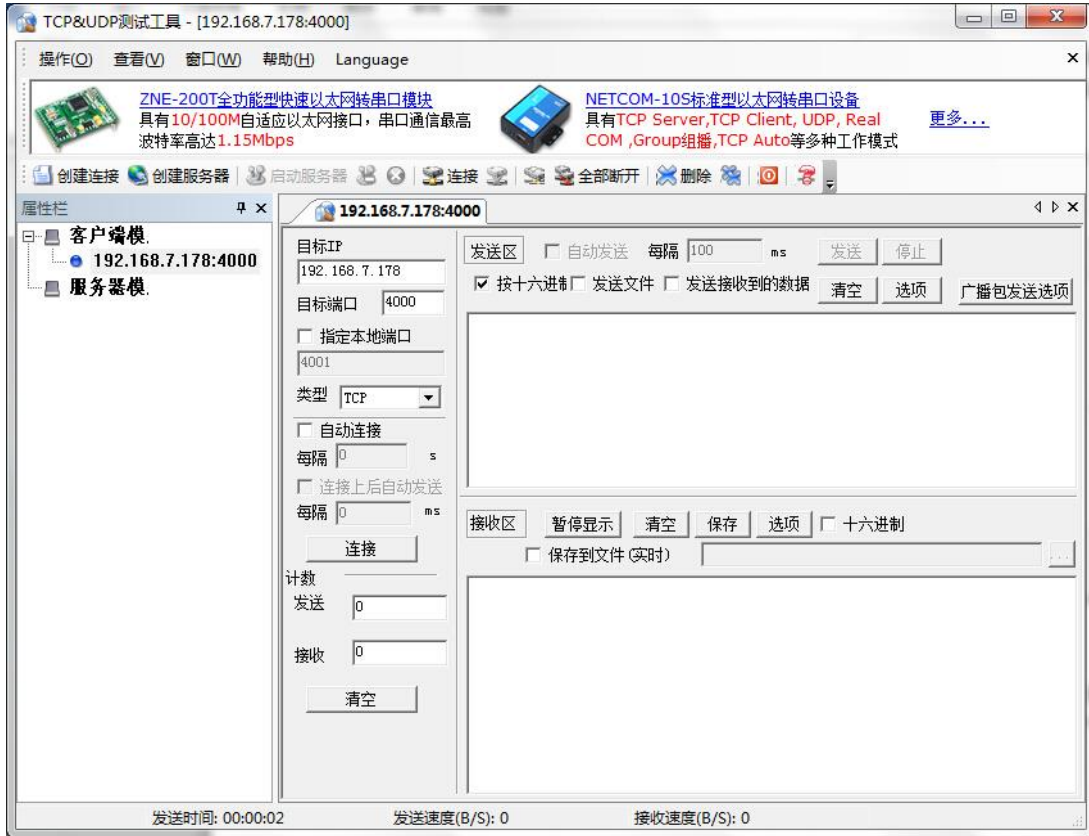 TCP&UDP测试工具 - [192.168.7.178:4000]
操作(O) 查看(V) 窗口(W) 帮助(H) Language
ZNE-200T全功能型快速以太网转串口模块
具有10/100M自适应以太网接口，串口通信最高
波特率高达1.15Mbps
NETCOM-10S标准型以太网转串口设备
具有TCP Server,TCP Client, UDP, Real
COM ,Group组播,TCP Auto等多种工作模式
更多...
创建连接 创建服务器 启动服务器 连接 全部断开 删除
属性栏
客户端模.
192.168.7.178:4000
服务器模.
192.168.7.178:4000
目标IP
192.168.7.178
目标端口 4000
指定本地端口
4001
类型 TCP
自动连接
每隔 0 s
连接上后自动发送
每隔 0 ms
连接
计数
发送 0
接收 0
清空
发送区 自动发送 每隔 100 ms 发送 停止
按十六进制 发送文件 发送接收到的数据 清空 选项 广播包发送选项
接收区 暂停显示 清空 保存 选项 十六进制
保存到文件(实时) ...
发送时间: 00:00:02 发送速度(B/S): 0 接收速度(B/S): 0